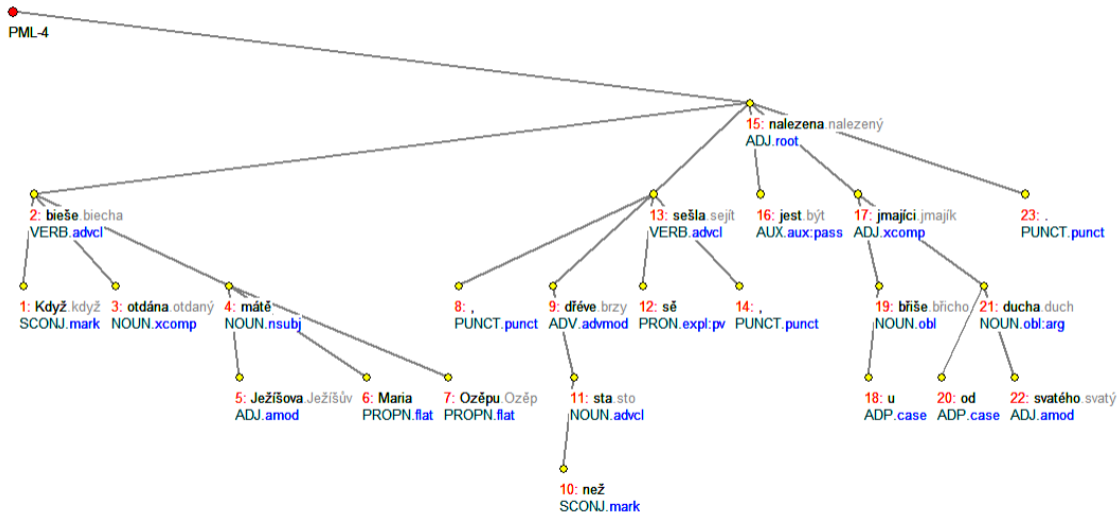 PML-4
15: nalezena.nalezený
ADJ.root
2: bieše.biecha
VERB.advcl
13: sešla.sejít
VERB.advcl
16: jest.být
AUX.aux:pass
17: jmajíci.jmajík
ADJ.xcomp
23: .
PUNCT.punct
1: Když.když
SCONJ.mark
3: otdána.otdaný
NOUN.xcomp
4: mátě
NOUN.nsubj
8: ,
PUNCT.punct
9: dřéve.brzy
ADV.advmod
12: sě
PRON.expl:pv
14: ,
PUNCT.punct
19: břiše.břicho
NOUN.obl
21: ducha.duch
NOUN.obl:arg
5: Ježíšova.Ježíšův
ADJ.amod
6: Maria
PROPN.flat
7: Ozěpu.Ozěp
PROPN.flat
11: sta.sto
NOUN.advcl
18: u
ADP.case
20: od
ADP.case
22: svatého.svatý
ADJ.amod
10: než
SCONJ.mark